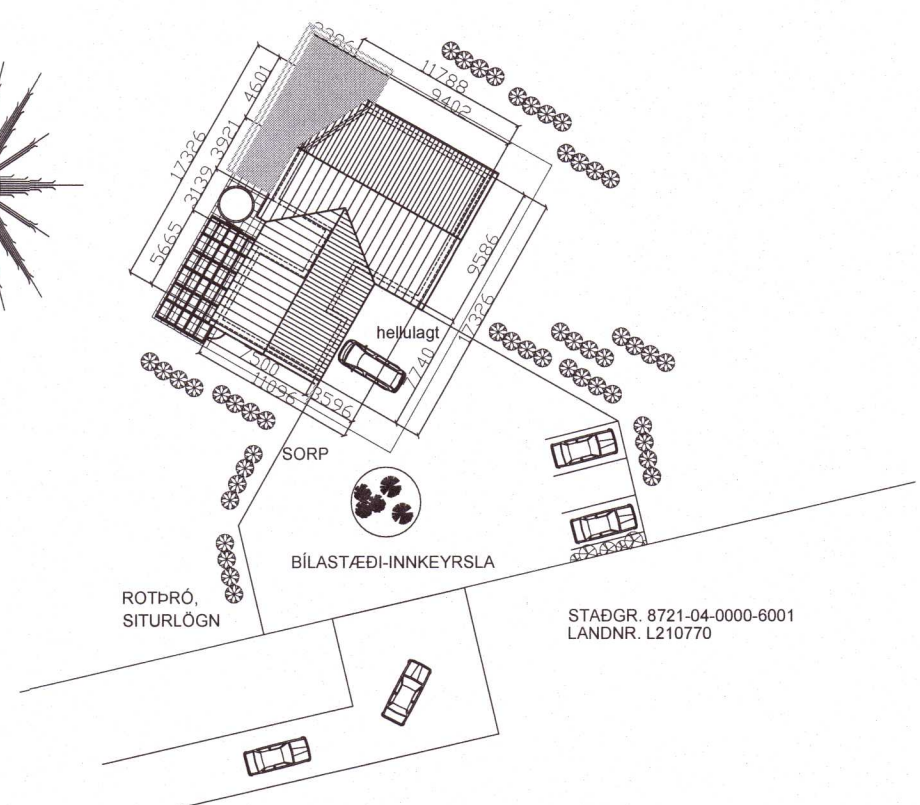 11788
9402
4601
3921
17326
3139
5665
9586
17326
7740
hellulagt
7500
11096
3596
SORP
BÍLASTÆÐI-INNKEYRSLA
ROTÞRÓ,
SITURLÖGN
STAÐGR. 8721-04-0000-6001
LANDNR. L210770